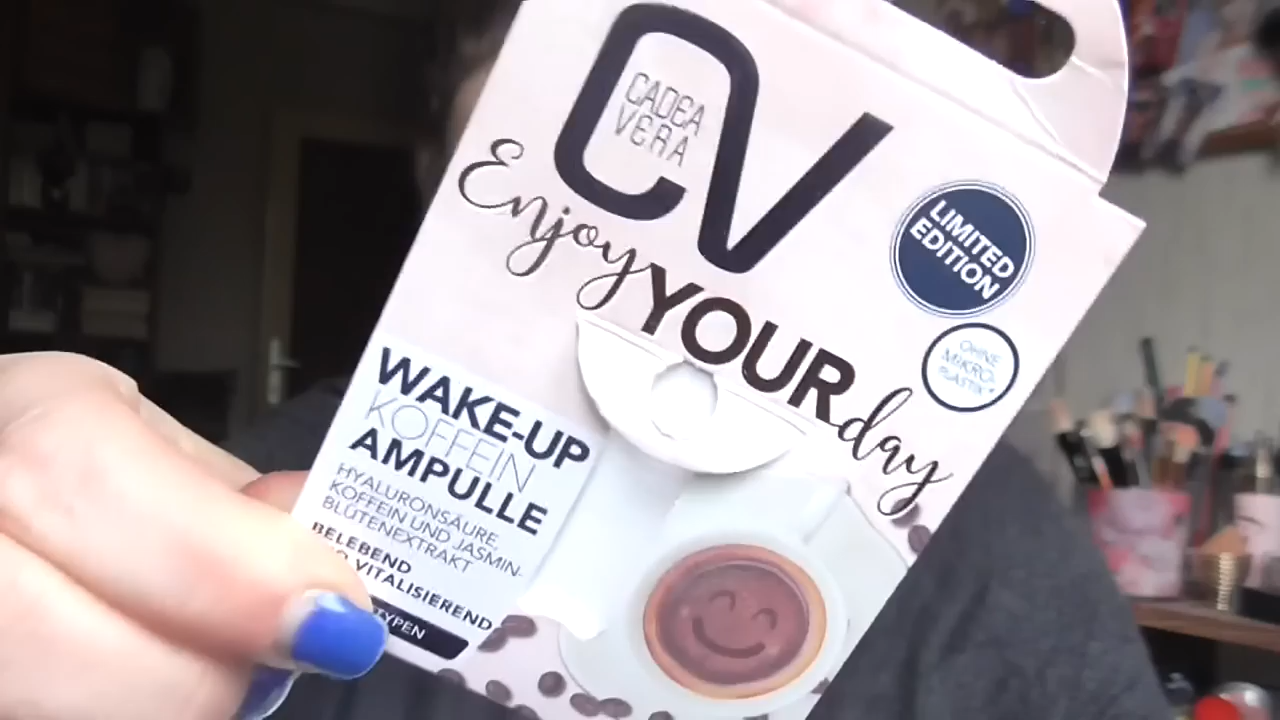 CV
CADEA
VERA
Enjoy YOUR day
LIMITED
EDITION
OHNE
MIKRO-
PLASTIK*
WAKE-UP
KOFFEIN
AMPULLE
HYALURONSÄURE,
KOFFEIN UND JASMIN-
BLÜTENEXTRAKT
BELEBEND
VITALISIEREND
TYPEN